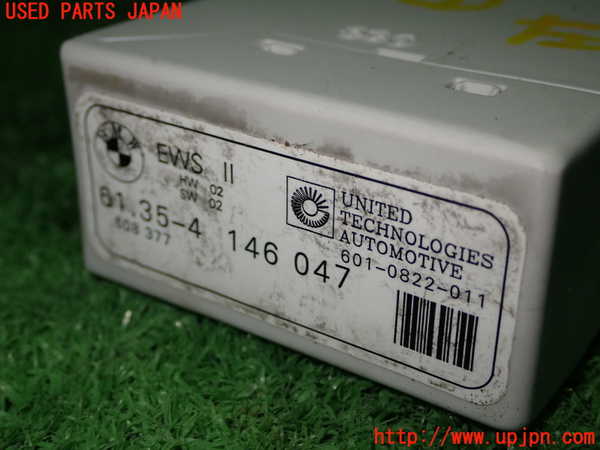 USED PARTS JAPAN
EWS II
HW 02
SW 02
61.35-4 146 047
608 377
UNITED
TECHNOLOGIES
AUTOMOTIVE
601-0822-011
http://www.upjpn.com/